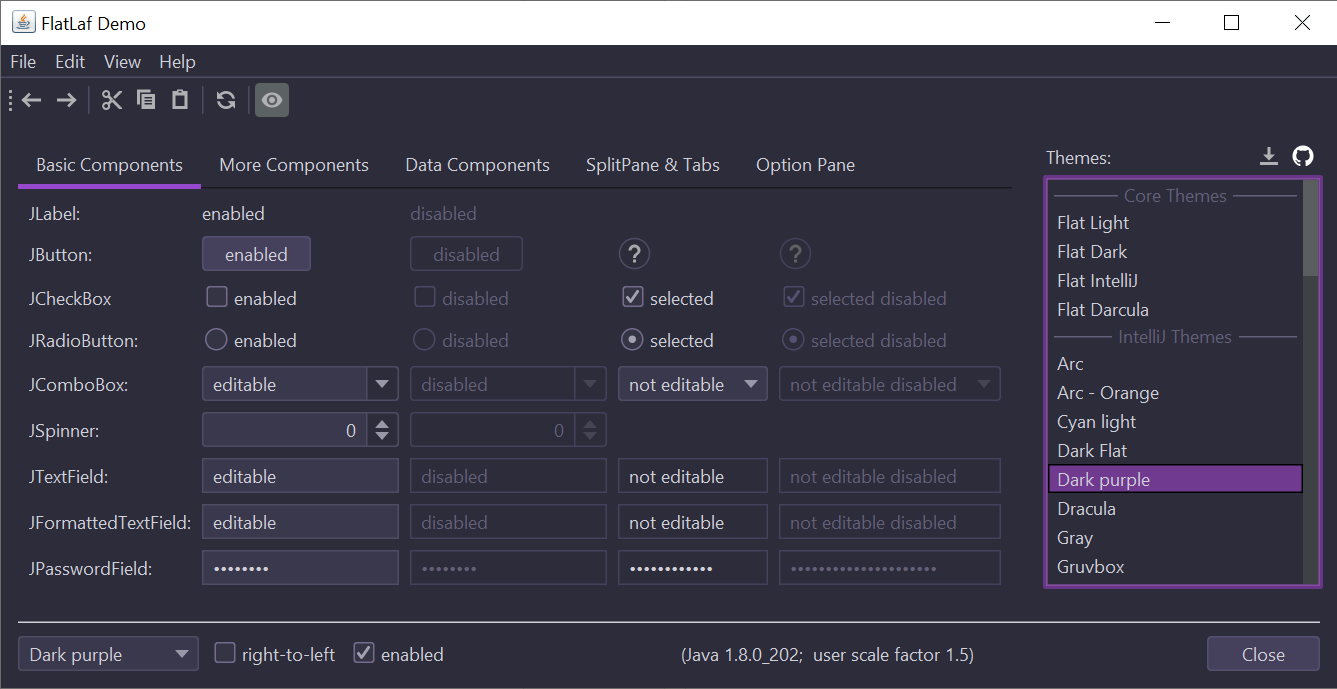 FlatLaf Demo
File Edit View Help
Basic Components More Components Data Components SplitPane & Tabs Option Pane
JLabel: enabled disabled
JButton: enabled disabled ? ?
JCheckBox enabled disabled selected selected disabled
JRadioButton: enabled disabled selected selected disabled
JComboBox: editable disabled not editable not editable disabled
JSpinner: 0 0
JTextField: editable disabled not editable not editable disabled
JFormattedTextField: editable disabled not editable not editable disabled
JPasswordField: •••••••• •••••••• •••••••••••• •••••••••••••••••••••
Themes:
Core Themes
Flat Light
Flat Dark
Flat IntelliJ
Flat Darcula
IntelliJ Themes
Arc
Arc - Orange
Cyan light
Dark Flat
Dark purple
Dracula
Gray
Gruvbox
Dark purple right-to-left enabled (Java 1.8.0_202; user scale factor 1.5) Close